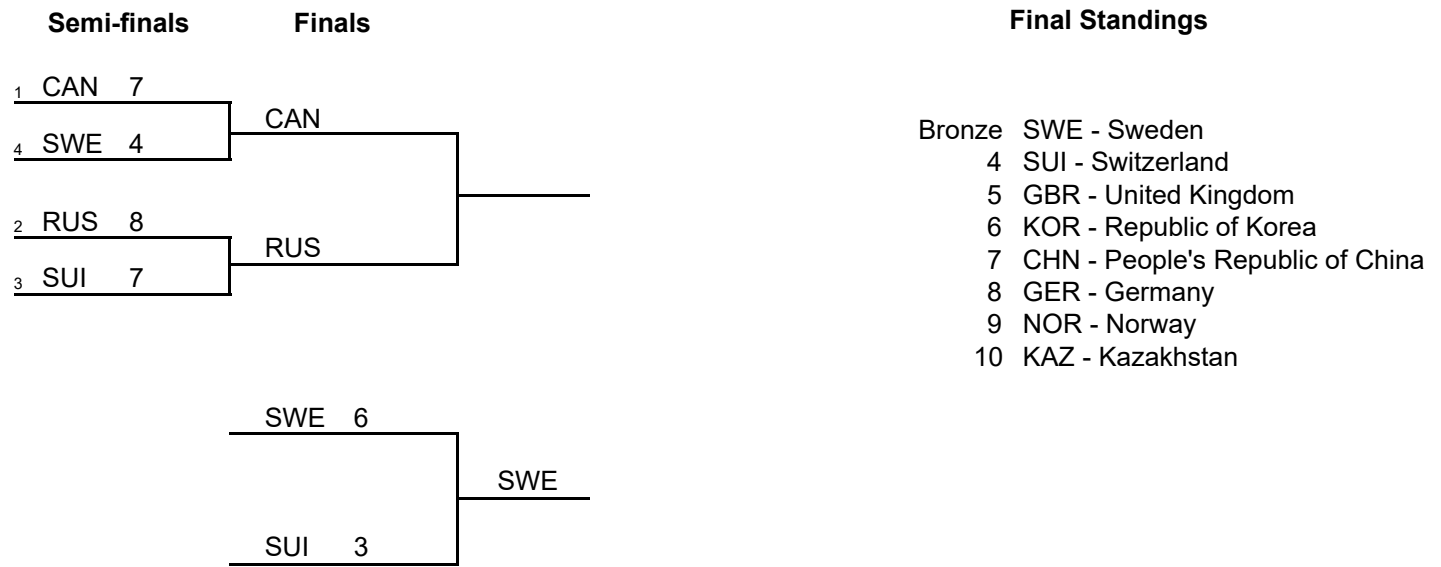 Semi-finals Finals
1 CAN 7
4 SWE 4
CAN
2 RUS 8
3 SUI 7
RUS
SWE 6
SUI 3
SWE
Final Standings
Bronze SWE - Sweden
4 SUI - Switzerland
5 GBR - United Kingdom
6 KOR - Republic of Korea
7 CHN - People's Republic of China
8 GER - Germany
9 NOR - Norway
10 KAZ - Kazakhstan